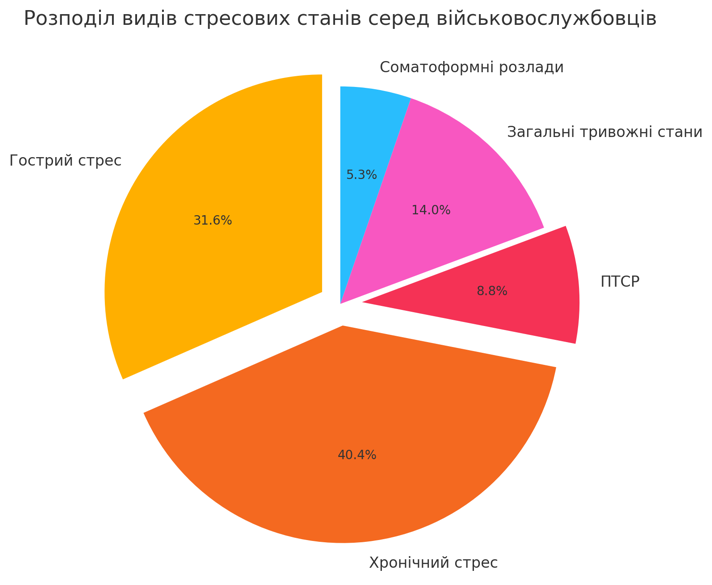 Розподіл видів стресових станів серед військовослужбовців
Соматоформні розлади
Загальні тривожні стани
Гострий стрес
5.3%
14.0%
31.6%
ПТСР
8.8%
40.4%
Хронічний стрес